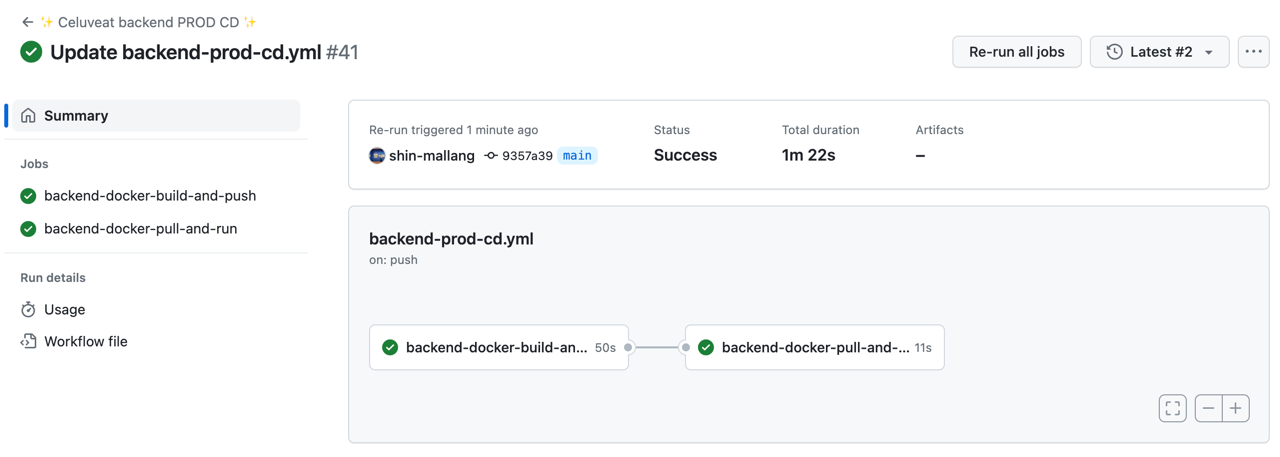 ← ✨ Celuveat backend PROD CD ✨
Update backend-prod-cd.yml #41
Re-run all jobs
Latest #2
Summary
Jobs
backend-docker-build-and-push
backend-docker-pull-and-run
Run details
Usage
Workflow file
Re-run triggered 1 minute ago
shin-mallang 9357a39 main
Status
Success
Total duration
1m 22s
Artifacts
–
backend-prod-cd.yml
on: push
backend-docker-build-an... 50s
backend-docker-pull-and-... 11s